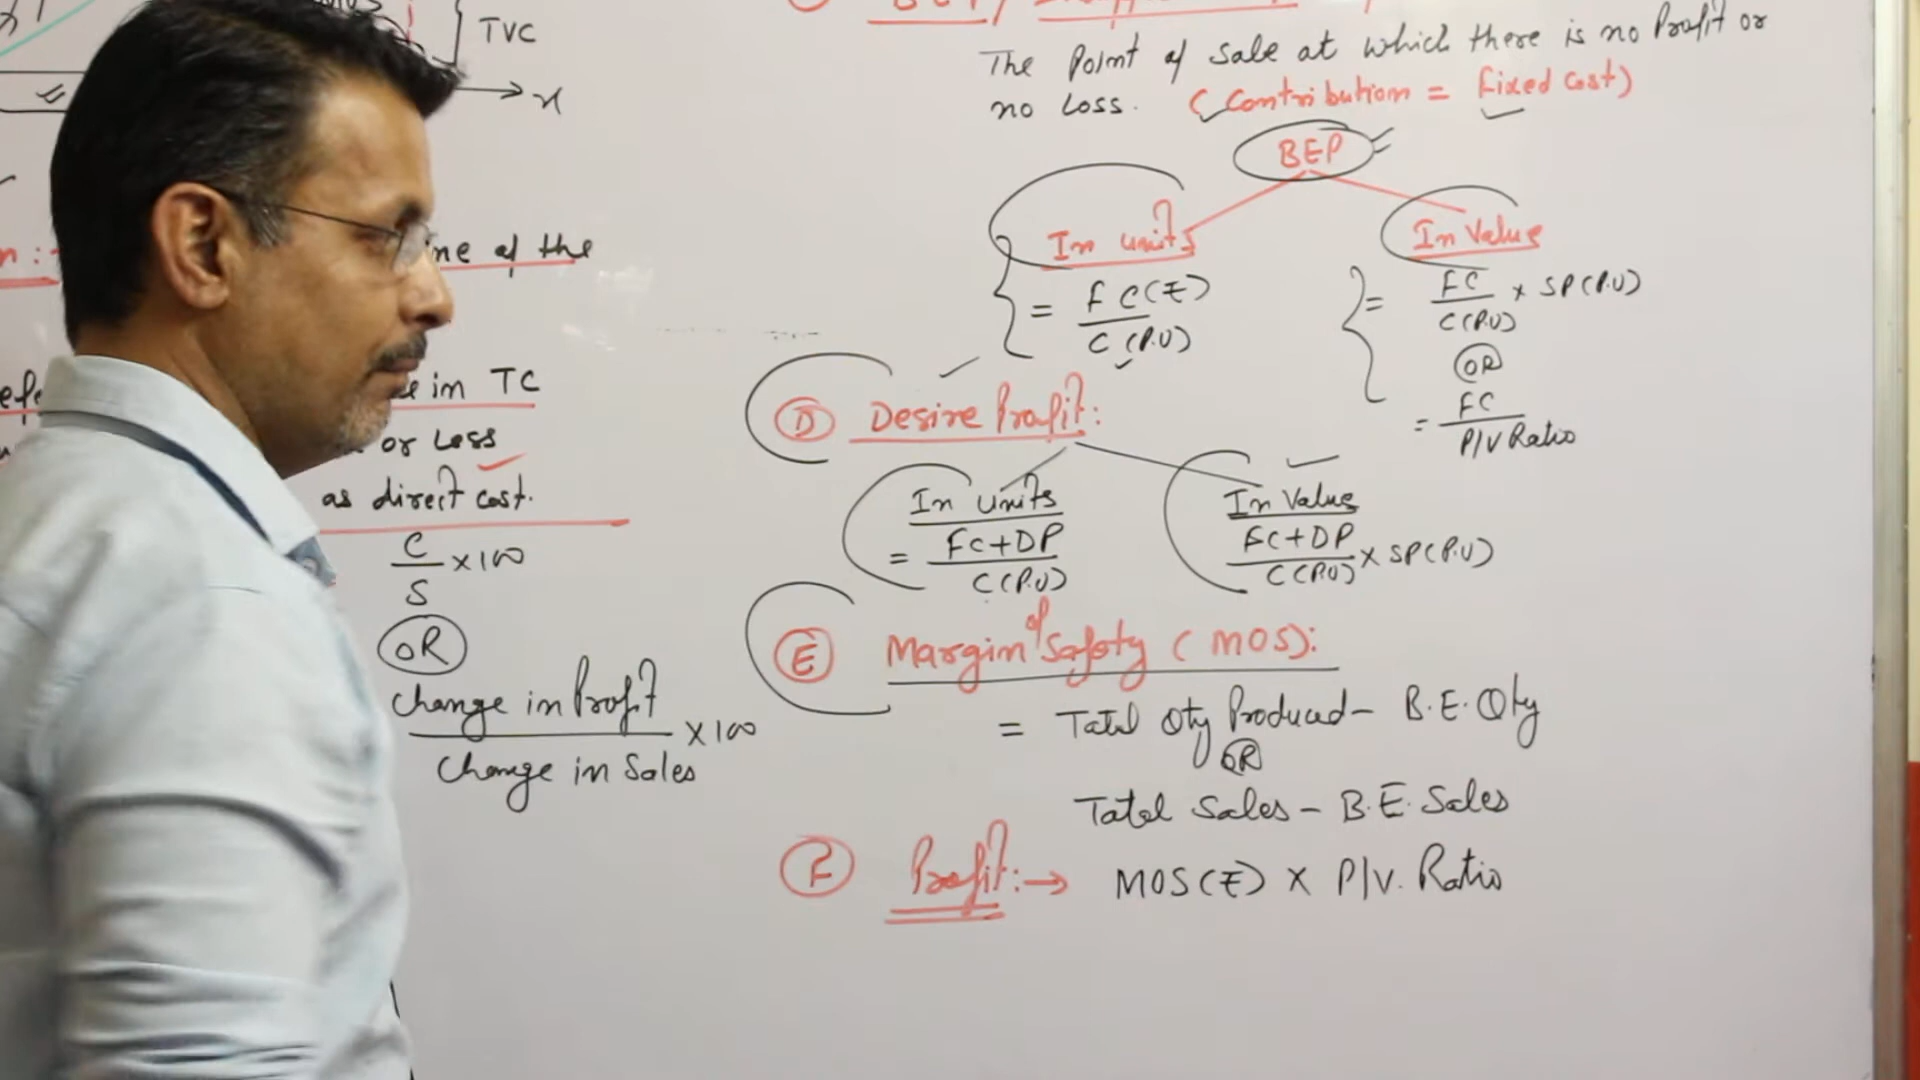 TVC
x
n:-
ne of the
e in TC
or Less
as direct cost.
C
S
x100
OR
Change in Profit
Change in Sales
x 100
The Point of Sale at which there is no Profit or
no Loss. (Contribution = Fixed Cost)
BEP
In units
= FC(₹)
C (P.U)
In Value
= FC x SP(P.U)
C(P.U)
OR
= FC
P/V Ratio
D Desire Profit:
In Units
= FC+DP
C(P.U)
In Value
FC+DP x SP(P.U)
C(P.U)
E Margin of Safety (MOS):
= Total Qty Produced - B.E. Qty
OR
Total Sales - B.E. Sales
F Profit: → MOS(₹) x P/V. Ratio